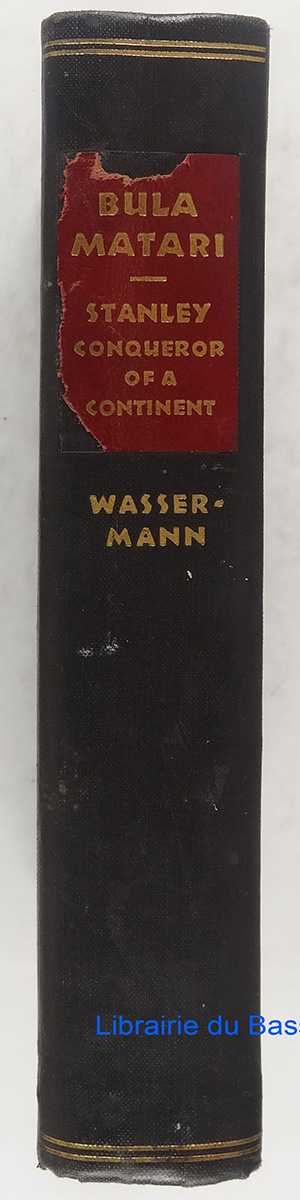 BULA
MATARI
STANLEY
CONQUEROR
OF A
CONTINENT
WASSER-
MANN
Librairie du Bass